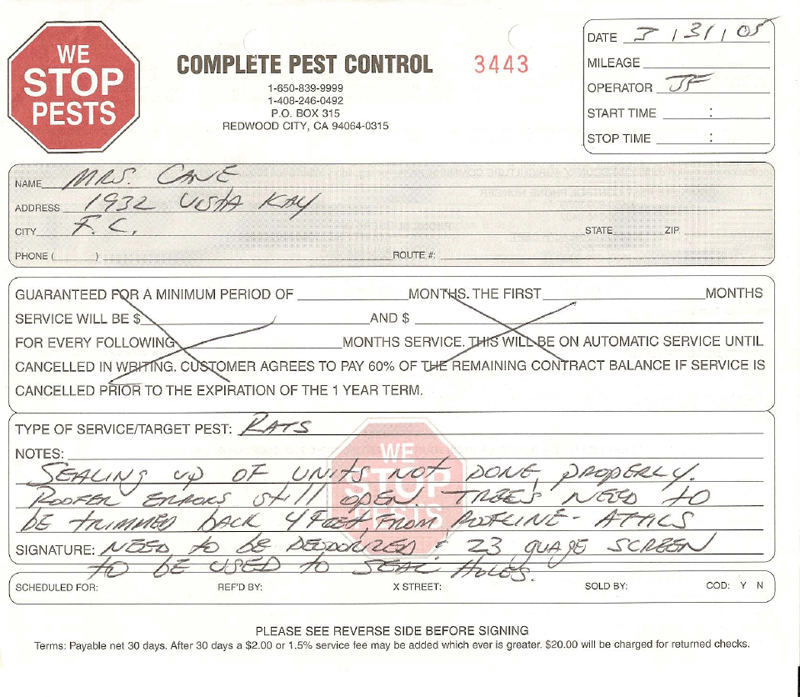 WE
STOP
PESTS
COMPLETE PEST CONTROL
1-650-839-9999
1-408-246-0492
P.O. BOX 315
REDWOOD CITY, CA 94064-0315
3443
DATE 3/31/05
MILEAGE
OPERATOR JF
START TIME :
STOP TIME :
NAME MRS. CANE
ADDRESS 1932 VISTA KAY
CITY F.C. STATE ZIP
PHONE ( ) ROUTE #:
GUARANTEED FOR A MINIMUM PERIOD OF MONTHS. THE FIRST MONTHS
SERVICE WILL BE $ AND $
FOR EVERY FOLLOWING MONTHS SERVICE. THIS WILL BE ON AUTOMATIC SERVICE UNTIL
CANCELLED IN WRITING. CUSTOMER AGREES TO PAY 60% OF THE REMAINING CONTRACT BALANCE IF SERVICE IS
CANCELLED PRIOR TO THE EXPIRATION OF THE 1 YEAR TERM.
TYPE OF SERVICE/TARGET PEST: RATS
WE
STOP
PESTS
NOTES:
SEALING UP OF UNITS NOT DONE PROPERLY.
ROOFER ERRORS still OPEN TREES NEED to
BE tRIMMED back 4 FEET, FROM ROOFLINE- ATTICS
SIGNATURE: NEED to bE DEODORIZED: 23 guage SCREEN
to bE USED to SEAL HOLES.
SCHEDULED FOR: REF'D BY: X STREET: SOLD BY: COD: Y N
PLEASE SEE REVERSE SIDE BEFORE SIGNING
Terms: Payable net 30 days. After 30 days a $2.00 or 1.5% service fee may be added which ever is greater. $20.00 will be charged for returned checks.